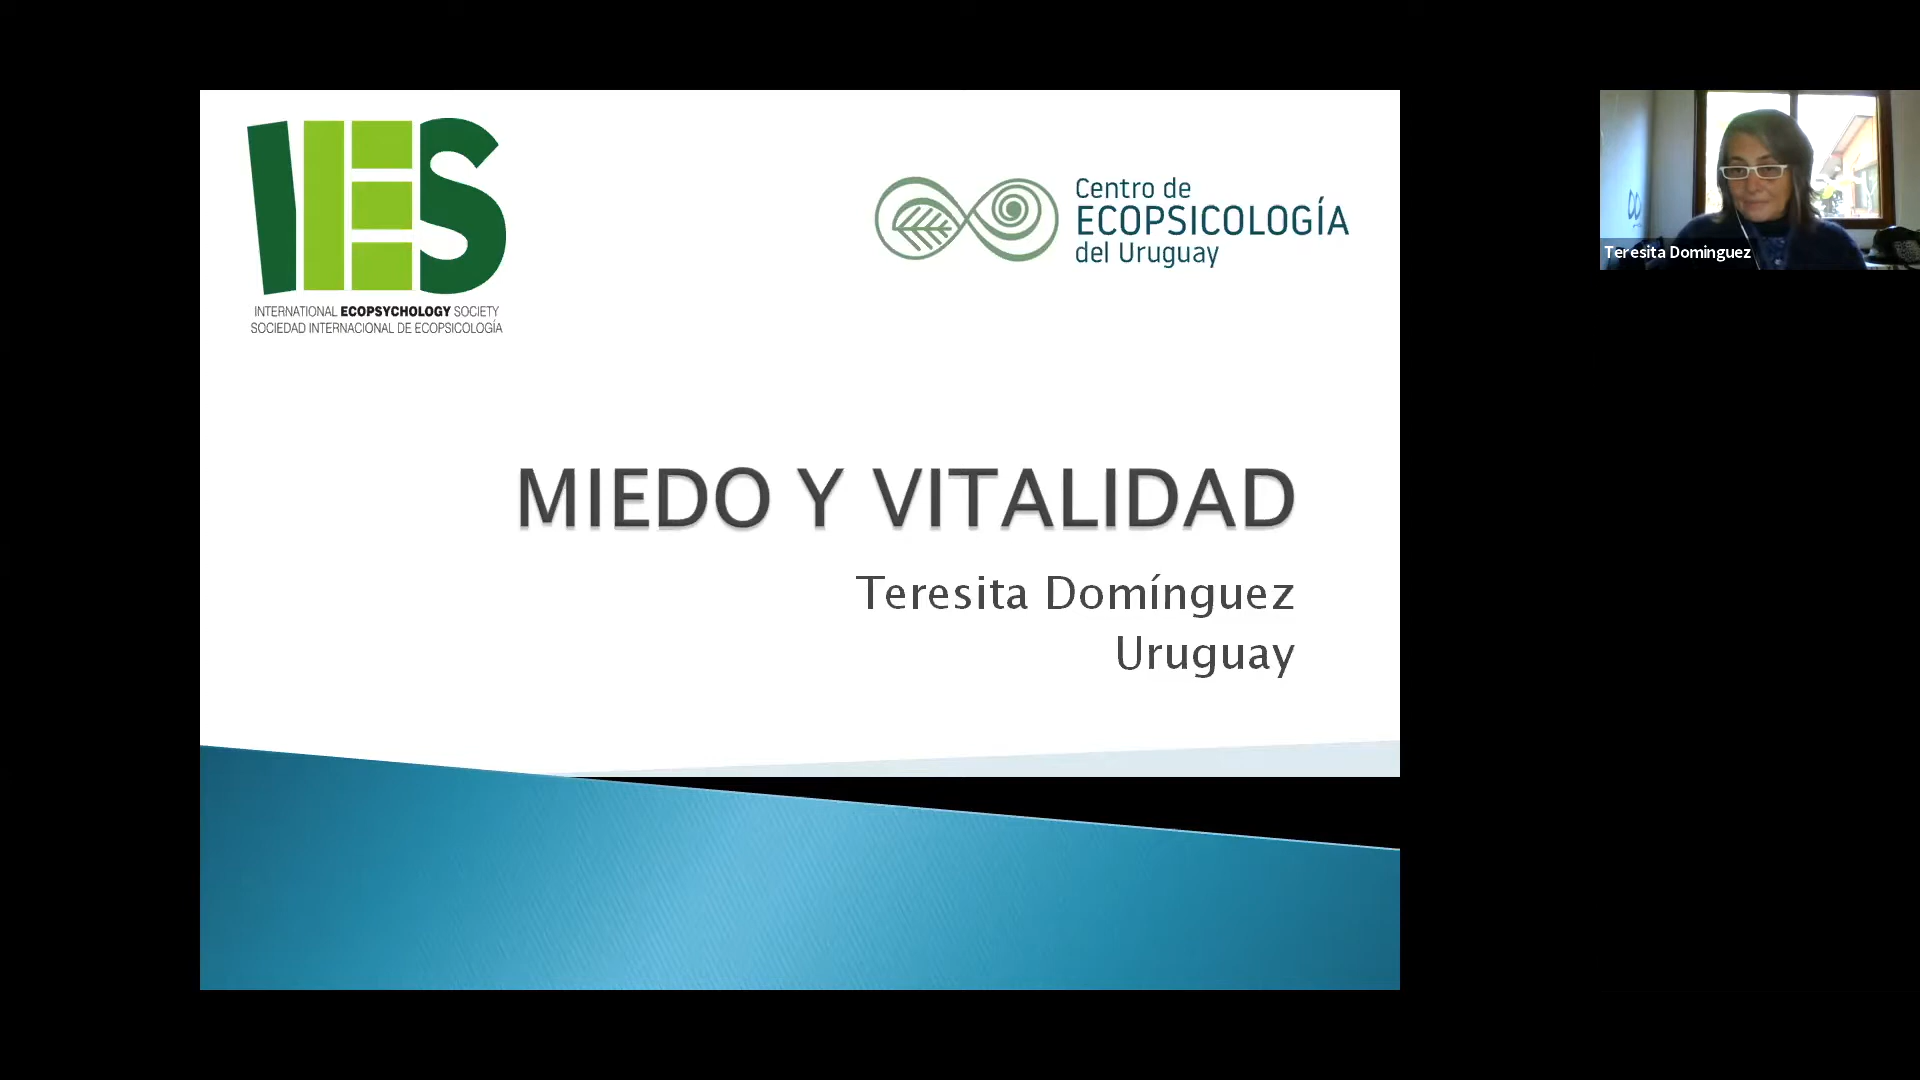 IES
INTERNATIONAL ECOPSYCHOLOGY SOCIETY
SOCIEDAD INTERNACIONAL DE ECOPSICOLOGÍA
Centro de
ECOPSICOLOGÍA
del Uruguay
MIEDO Y VITALIDAD
Teresita Domínguez
Uruguay
Teresita Dominguez